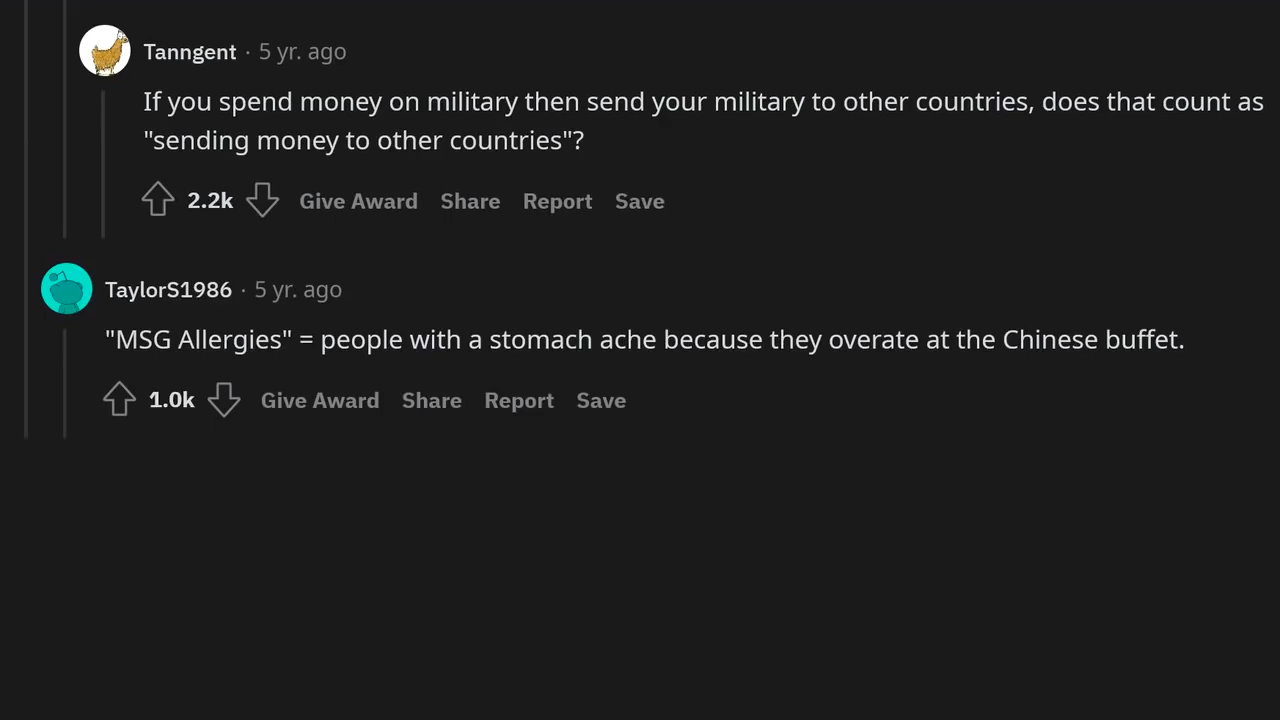 Tanngent · 5 yr. ago
If you spend money on military then send your military to other countries, does that count as
"sending money to other countries"?
2.2k Give Award Share Report Save
TaylorS1986 · 5 yr. ago
"MSG Allergies" = people with a stomach ache because they overate at the Chinese buffet.
1.0k Give Award Share Report Save